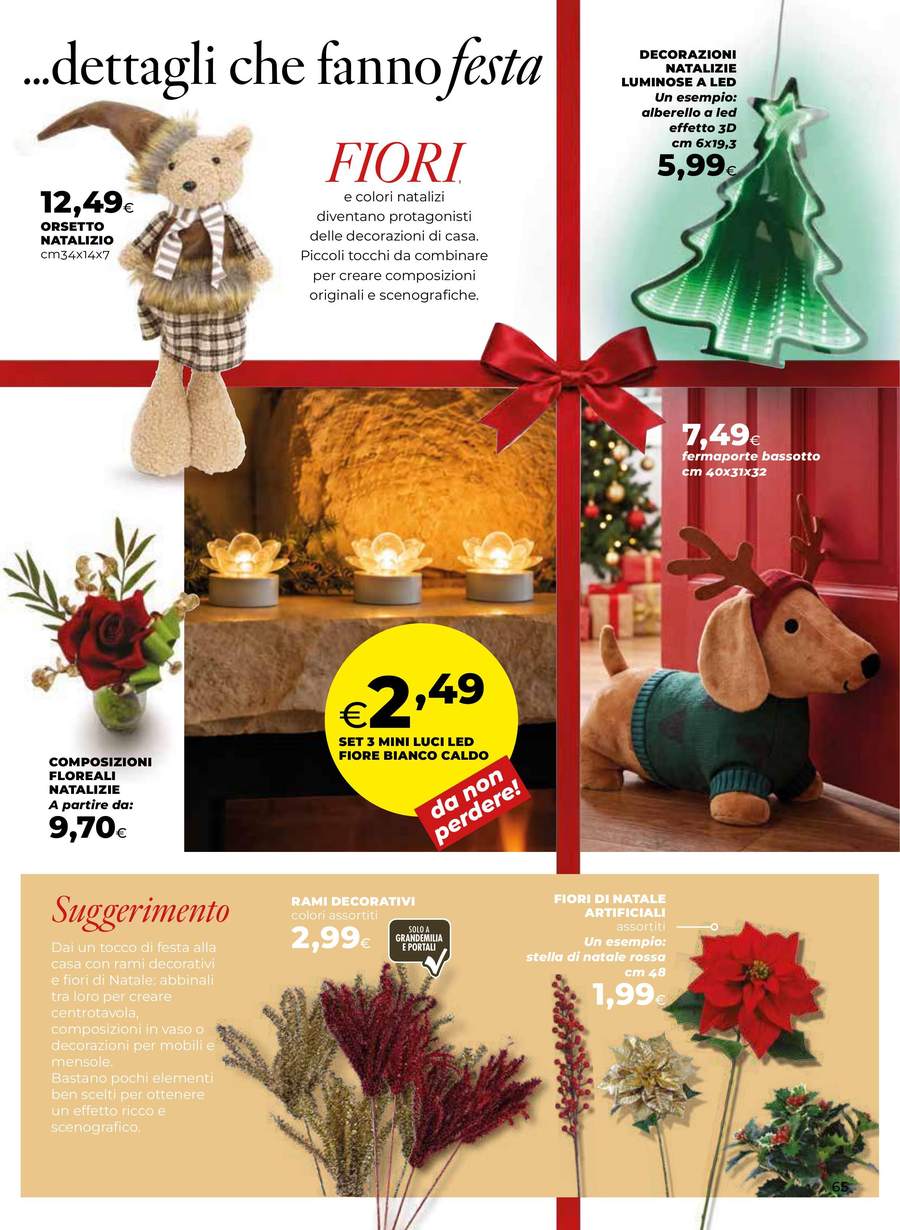 ...dettagli che fanno festa
12,49€
ORSETTO
NATALIZIO
cm34x14x7
FIORI
e colori natalizi
diventano protagonisti
delle decorazioni di casa.
Piccoli tocchi da combinare
per creare composizioni
originali e scenografiche.
DECORAZIONI
NATALIZIE
LUMINOSE A LED
Un esempio:
alberello a led
effetto 3D
cm 6x19,3
5,99€
7,49€
fermaporte bassotto
cm 40x31x32
€2,49
SET 3 MINI LUCI LED
FIORE BIANCO CALDO
da non
perdere!
COMPOSIZIONI
FLOREALI
NATALIZIE
A partire da:
9,70€
Suggerimento
Dai un tocco di festa alla
casa con rami decorativi
e fiori di Natale: abbinali
tra loro per creare
centrotavola,
composizioni in vaso o
decorazioni per mobili e
mensole.
Bastano pochi elementi
ben scelti per ottenere
un effetto ricco e
scenografico.
RAMI DECORATIVI
colori assortiti
2,99€
SOLO A
GRANDEMILIA
E PORTALI
FIORI DI NATALE
ARTIFICIALI
assortiti
Un esempio:
stella di natale rossa
cm 48
1,99€
65